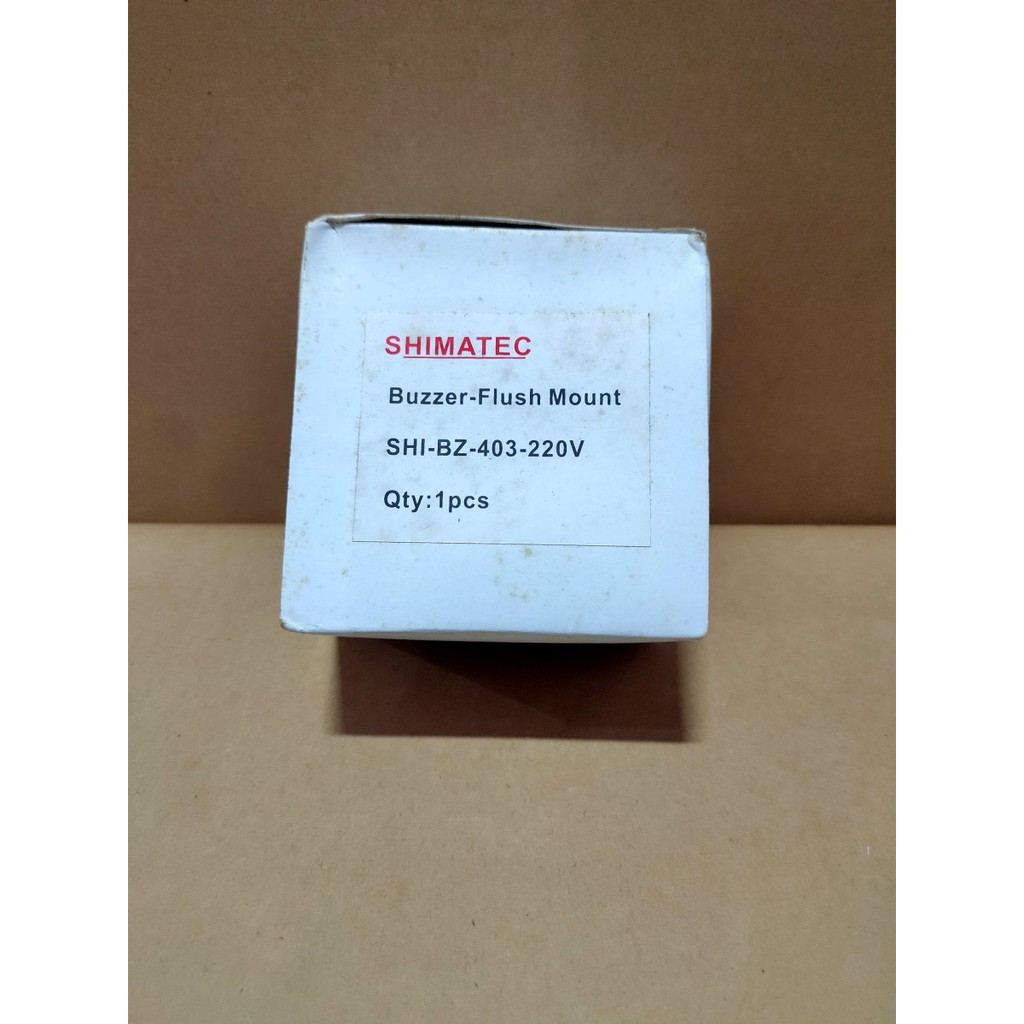 SHIMATEC
Buzzer-Flush Mount
SHI-BZ-403-220V
Qty:1pcs